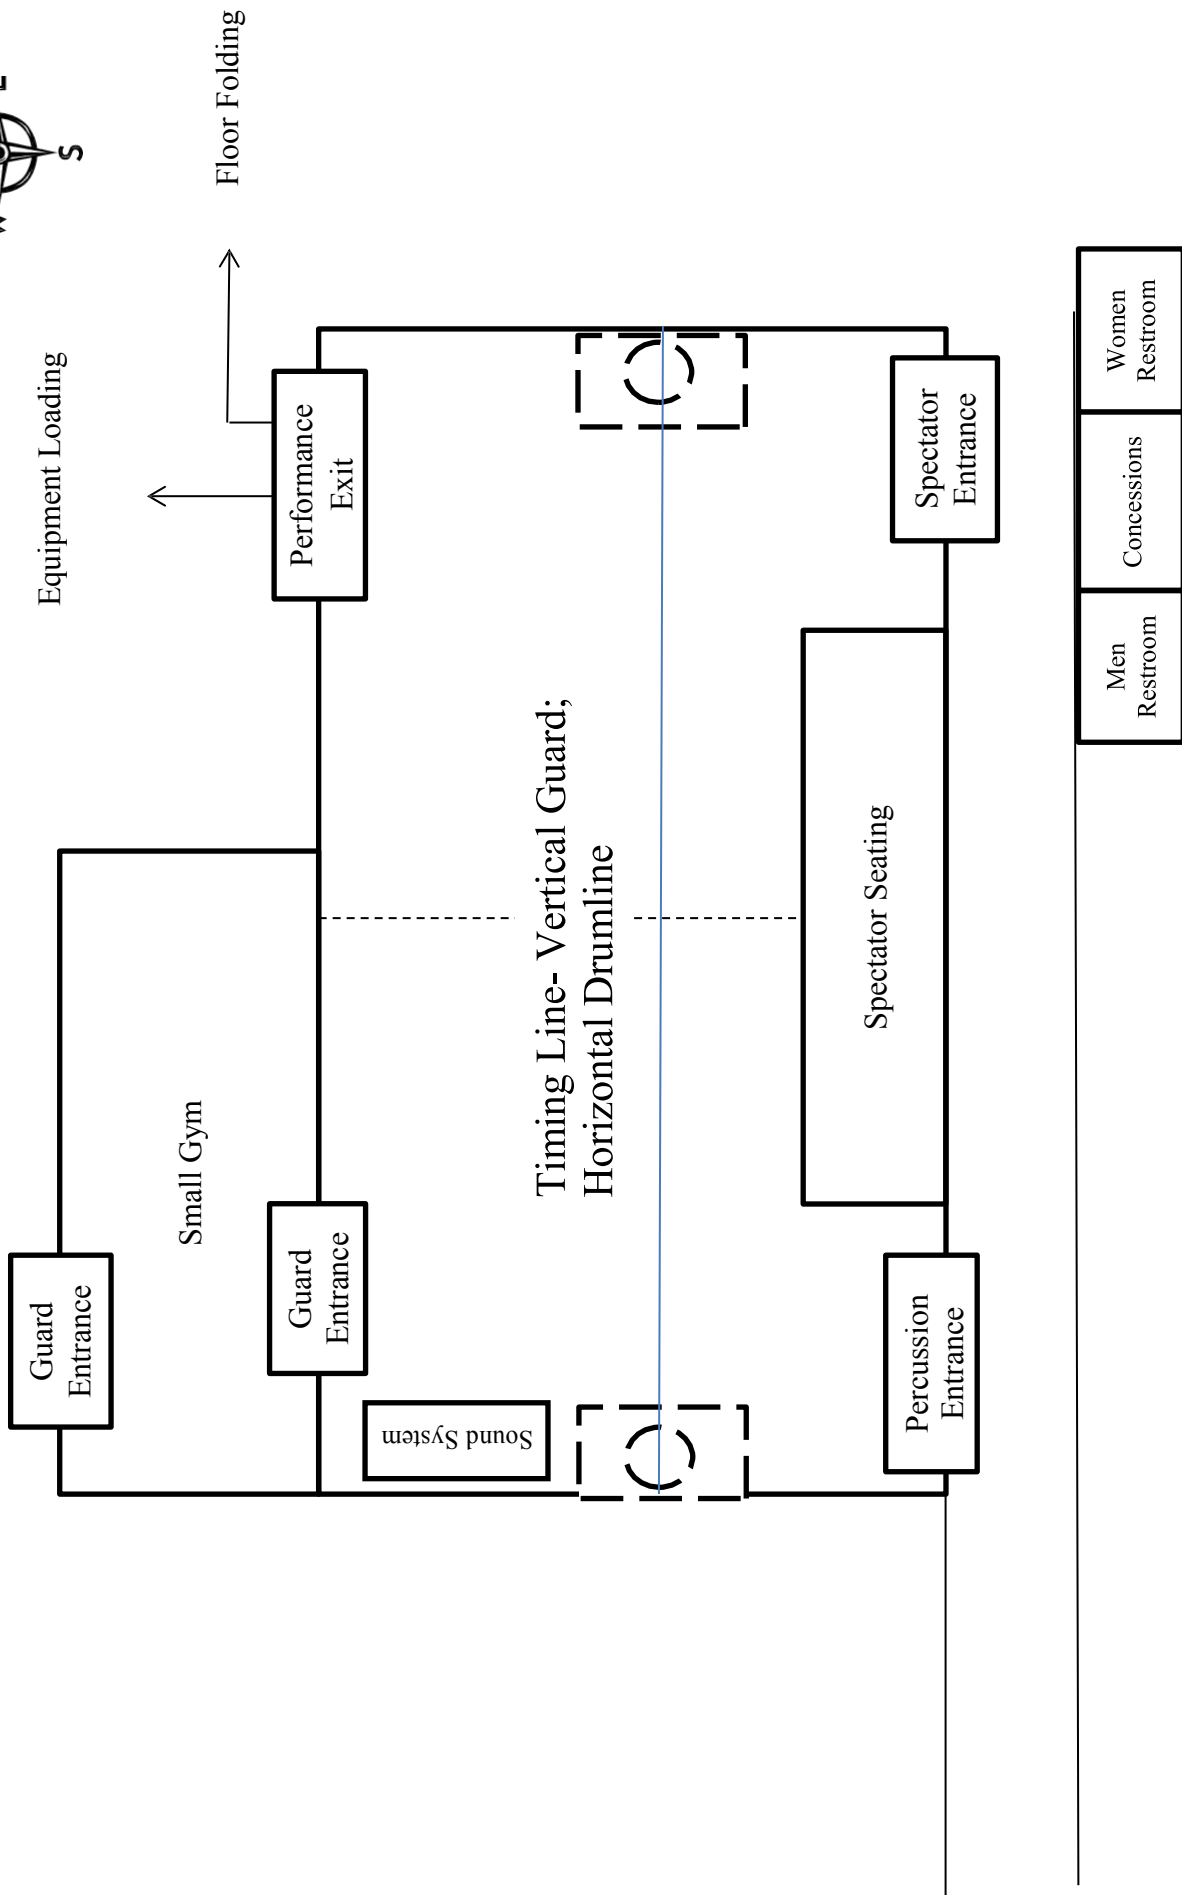 S
Guard
Entrance
Equipment Loading
Small Gym
Floor Folding
Guard
Entrance
Performance
Exit
Sound System
Timing Line- Vertical Guard;
Horizontal Drumline
Spectator Seating
Percussion
Entrance
Spectator
Entrance
Men
Restroom
Concessions
Women
Restroom